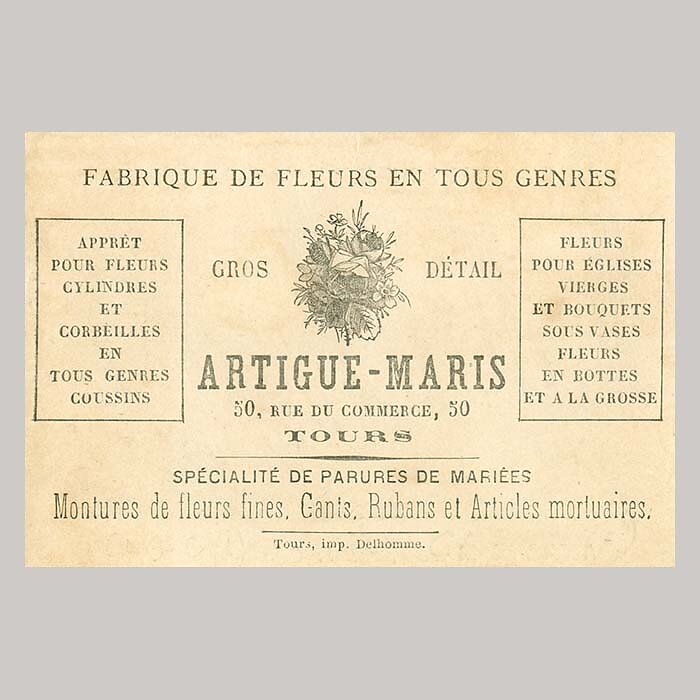 FABRIQUE DE FLEURS EN TOUS GENRES
APPRÊT
POUR FLEURS
CYLINDRES
ET
CORBEILLES
EN
TOUS GENRES
COUSSINS
GROS DÉTAIL
ARTIGUE-MARIS
50, RUE DU COMMERCE, 50
TOURS
FLEURS
POUR ÉGLISES
VIERGES
ET BOUQUETS
SOUS VASES
FLEURS
EN BOTTES
ET A LA GROSSE
SPÉCIALITÉ DE PARURES DE MARIÉES
Montures de fleurs fines, Gants, Rubans et Articles mortuaires.
Tours, imp. Delhomme.